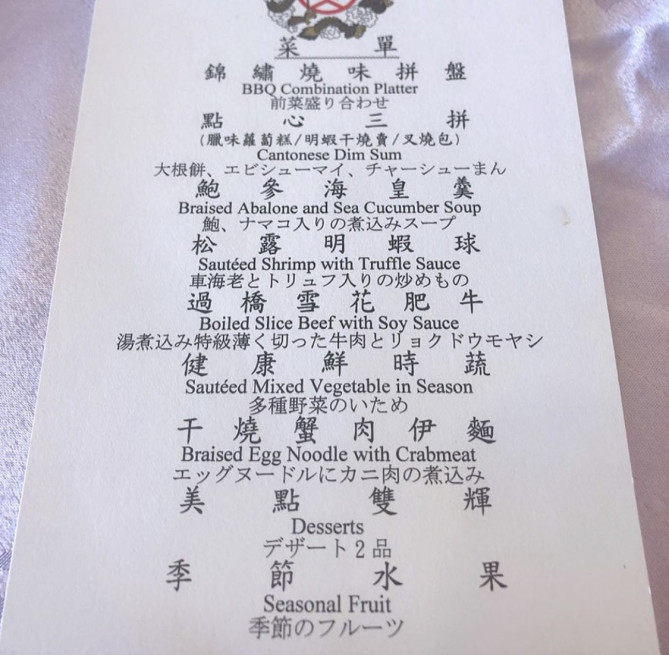 菜單
錦繡燒味拼盤
BBQ Combination Platter
前菜盛り合わせ
點心三拼
(臘味蘿蔔糕/明蝦干燒賣/叉燒包)
Cantonese Dim Sum
大根餅、エビシューマイ、チャーシューまん
鮑參海皇羹
Braised Abalone and Sea Cucumber Soup
鮑、ナマコ入りの煮込みスープ
松露明蝦球
Sautéed Shrimp with Truffle Sauce
車海老とトリュフ入りの炒めもの
過橋雪花肥牛
Boiled Slice Beef with Soy Sauce
湯煮込み特級薄く切った牛肉とリョクドウモヤシ
健康鮮時蔬
Sautéed Mixed Vegetable in Season
多種野菜のいため
干燒蟹肉伊麵
Braised Egg Noodle with Crabmeat
エッグヌードルにカニ肉の煮込み
美點雙輝
Desserts
デザート2品
季節水果
Seasonal Fruit
季節のフルーツ